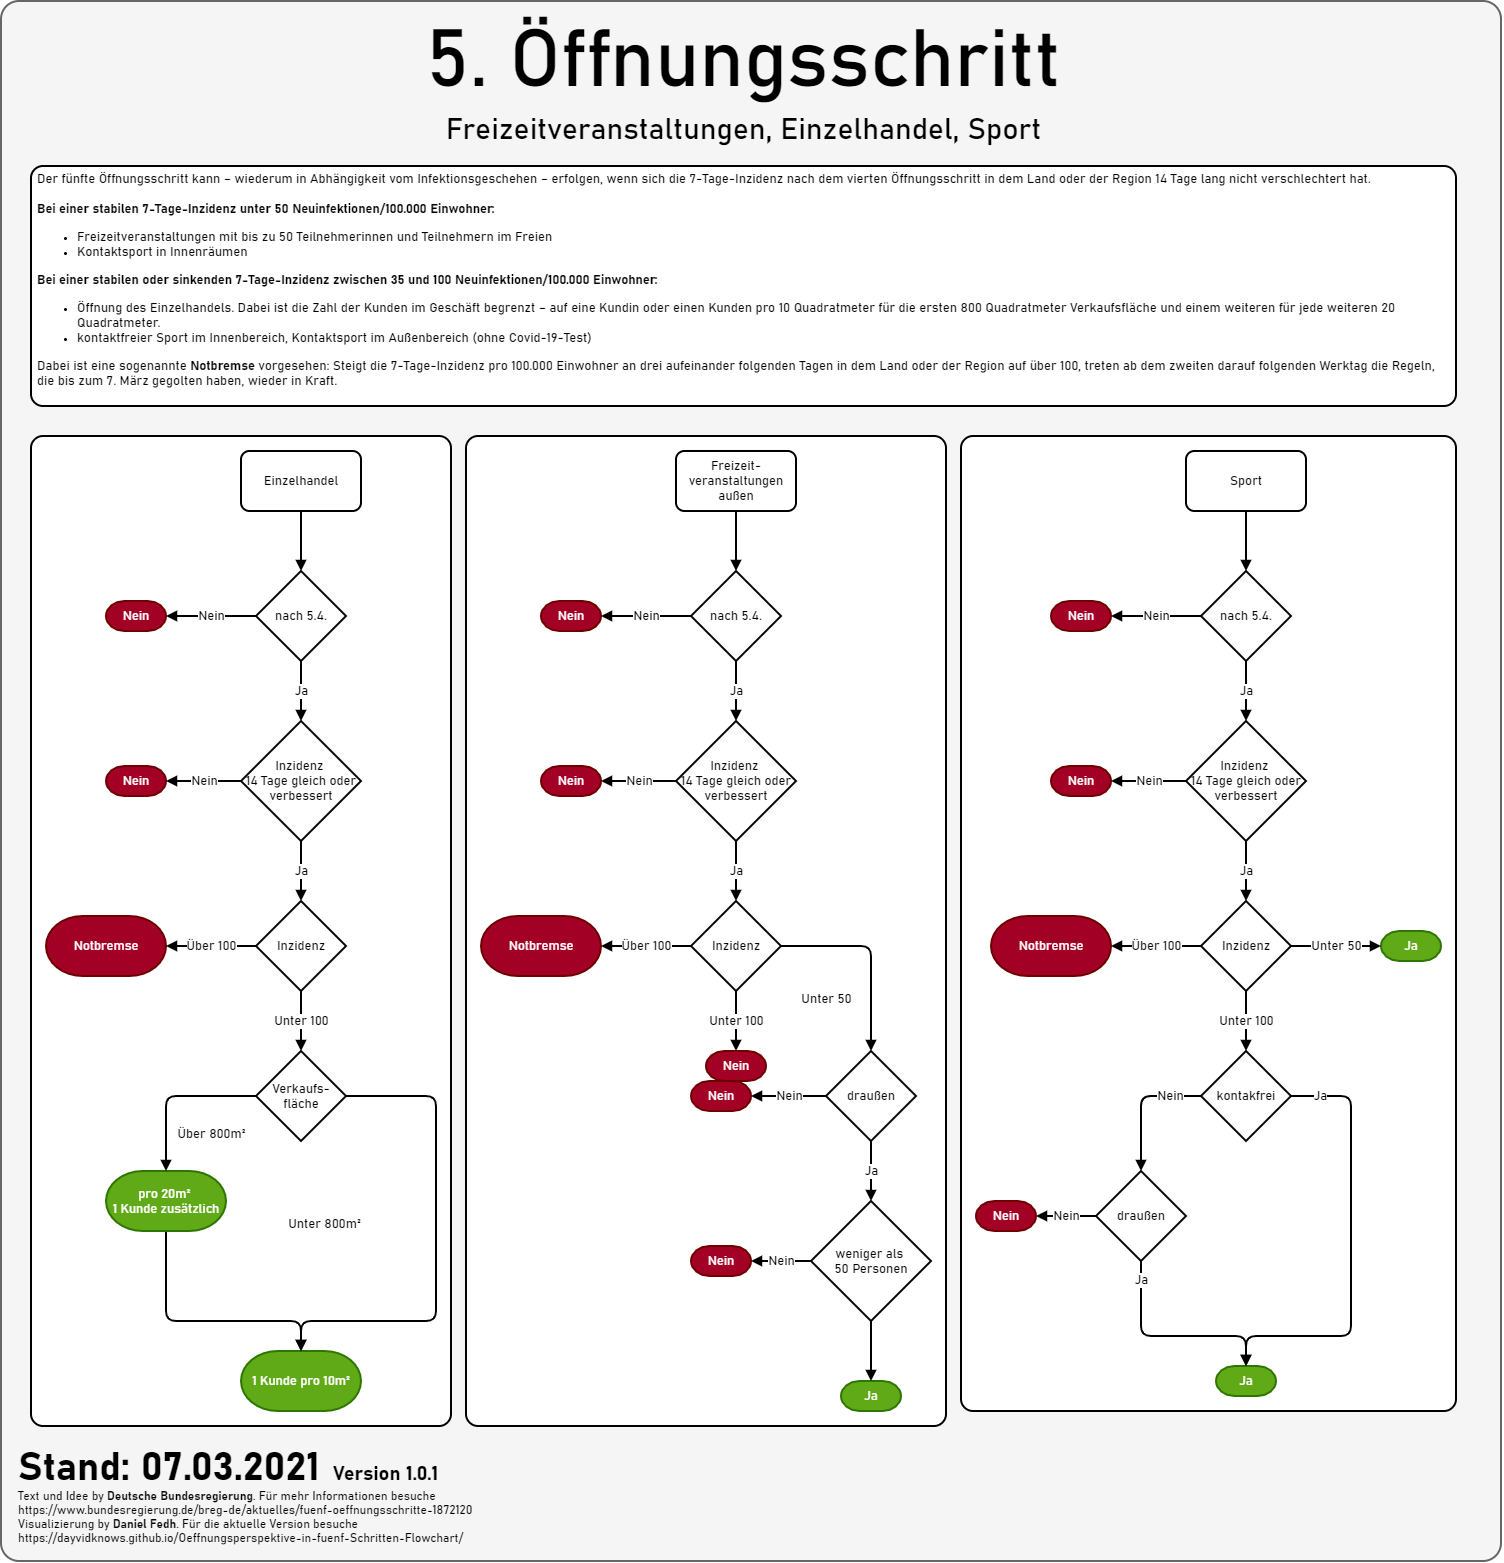 5. Öffnungsschritt
Freizeitveranstaltungen, Einzelhandel, Sport
Der fünfte Öffnungsschritt kann – wiederum in Abhängigkeit vom Infektionsgeschehen – erfolgen, wenn sich die 7-Tage-Inzidenz nach dem vierten Öffnungsschritt in dem Land oder der Region 14 Tage lang nicht verschlechtert hat.
Bei einer stabilen 7-Tage-Inzidenz unter 50 Neuinfektionen/100.000 Einwohner:
• Freizeitveranstaltungen mit bis zu 50 Teilnehmerinnen und Teilnehmern im Freien
• Kontaktsport in Innenräumen
Bei einer stabilen oder sinkenden 7-Tage-Inzidenz zwischen 35 und 100 Neuinfektionen/100.000 Einwohner:
• Öffnung des Einzelhandels. Dabei ist die Zahl der Kunden im Geschäft begrenzt – auf eine Kundin oder einen Kunden pro 10 Quadratmeter für die ersten 800 Quadratmeter Verkaufsfläche und einem weiteren für jede weiteren 20
Quadratmeter.
• kontaktfreier Sport im Innenbereich, Kontaktsport im Außenbereich (ohne Covid-19-Test)
Dabei ist eine sogenannte Notbremse vorgesehen: Steigt die 7-Tage-Inzidenz pro 100.000 Einwohner an drei aufeinander folgenden Tagen in dem Land oder der Region auf über 100, treten ab dem zweiten darauf folgenden Werktag die Regeln,
die bis zum 7. März gegolten haben, wieder in Kraft.
Einzelhandel
nach 5.4.
Nein
Nein
Ja
Inzidenz
14 Tage gleich oder
verbessert
Nein
Nein
Ja
Inzidenz
Über 100
Notbremse
Unter 100
Verkaufs-
fläche
Über 800m²
pro 20m²
1 Kunde zusätzlich
Unter 800m²
1 Kunde pro 10m²
Freizeit-
veranstaltungen
außen
nach 5.4.
Nein
Nein
Ja
Inzidenz
14 Tage gleich oder
verbessert
Nein
Nein
Ja
Inzidenz
Über 100
Notbremse
Unter 50
Unter 100
Nein
draußen
Nein
Nein
Ja
weniger als
50 Personen
Nein
Nein
Ja
Sport
nach 5.4.
Nein
Nein
Ja
Inzidenz
14 Tage gleich oder
verbessert
Nein
Nein
Ja
Inzidenz
Über 100
Notbremse
Unter 50
Ja
Unter 100
kontakfrei
Nein
Ja
draußen
Nein
Nein
Ja
Ja
Stand: 07.03.2021 Version 1.0.1
Text und Idee by Deutsche Bundesregierung. Für mehr Informationen besuche
https://www.bundesregierung.de/breg-de/aktuelles/fuenf-oeffnungsschritte-1872120
Visualizierung by Daniel Fedh. Für die aktuelle Version besuche
https://dayvidknows.github.io/Oeffnungsperspektive-in-fuenf-Schritten-Flowchart/